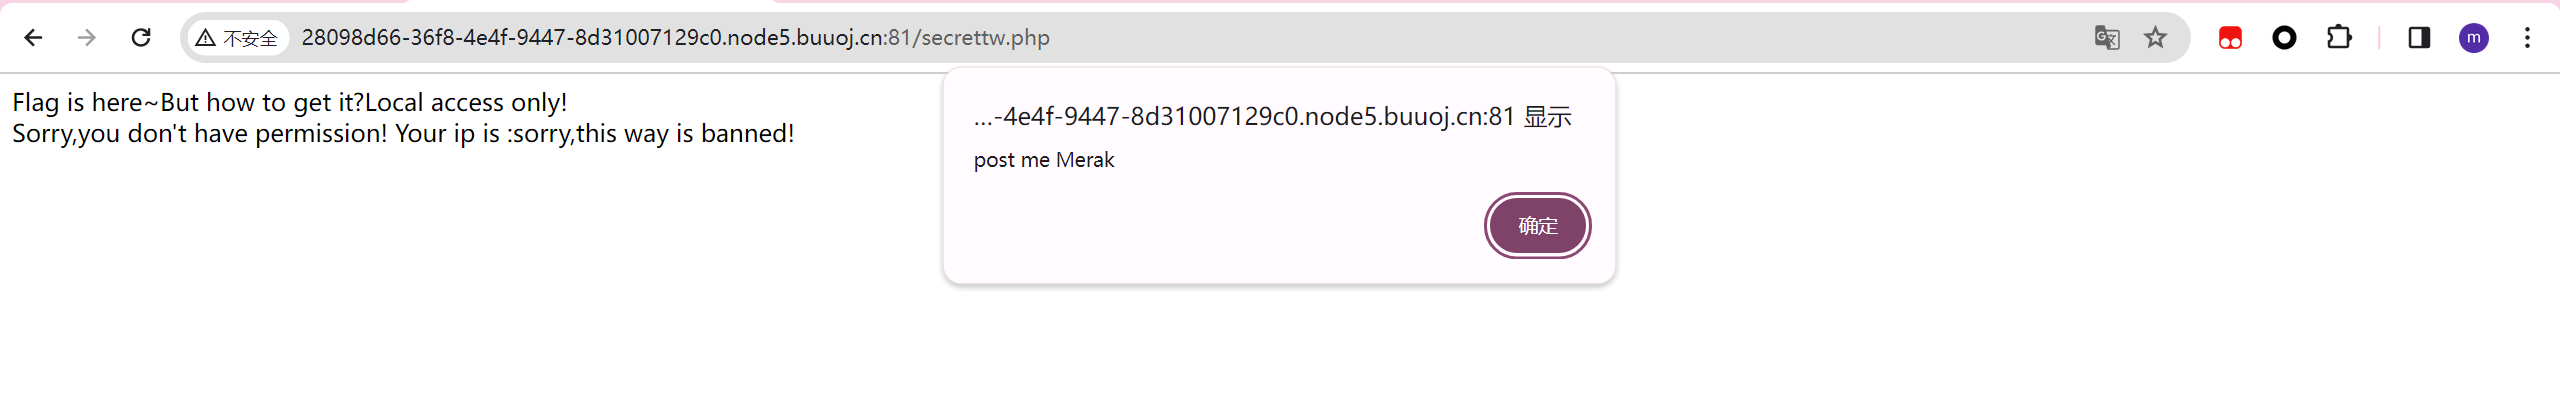 不安全 28098d66-36f8-4e4f-9447-8d31007129c0.node5.buuoj.cn:81/secrettw.php
m
Flag is here~But how to get it?Local access only!
Sorry,you don't have permission! Your ip is :sorry,this way is banned!
...-4e4f-9447-8d31007129c0.node5.buuoj.cn:81 显示
post me Merak
确定